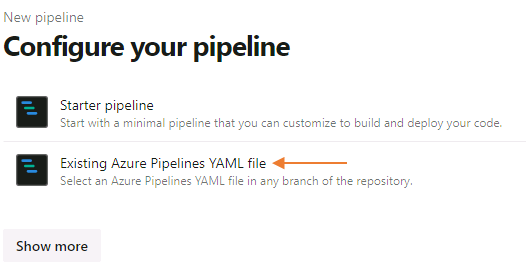 New pipeline
Configure your pipeline
Starter pipeline
Start with a minimal pipeline that you can customize to build and deploy your code.
Existing Azure Pipelines YAML file
Select an Azure Pipelines YAML file in any branch of the repository.
Show more